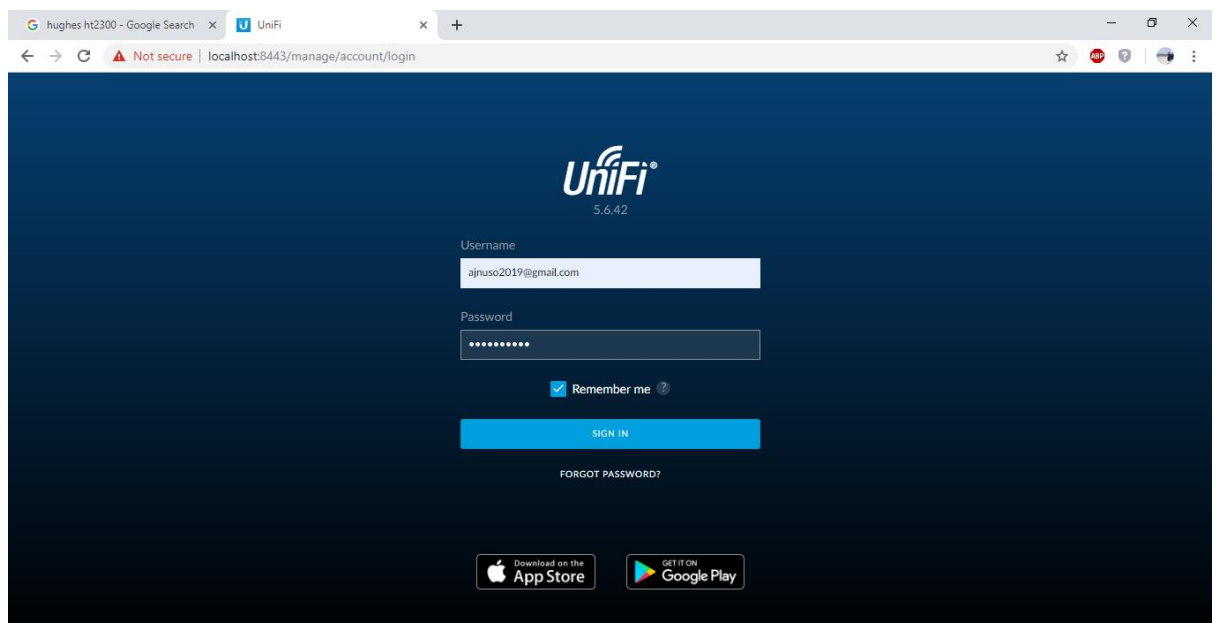 hughes ht2300 - Google Search
UniFi
Not secure | localhost:8443/manage/account/login
ABP
UniFi®
5.6.42
Username
ajnuso2019@gmail.com
Password
••••••••••
Remember me ?
SIGN IN
FORGOT PASSWORD?
Download on the
App Store
GET IT ON
Google Play